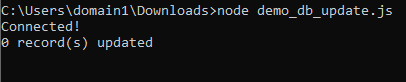 C:\Users\domain1\Downloads>node demo_db_update.js
Connected!
0 record(s) updated